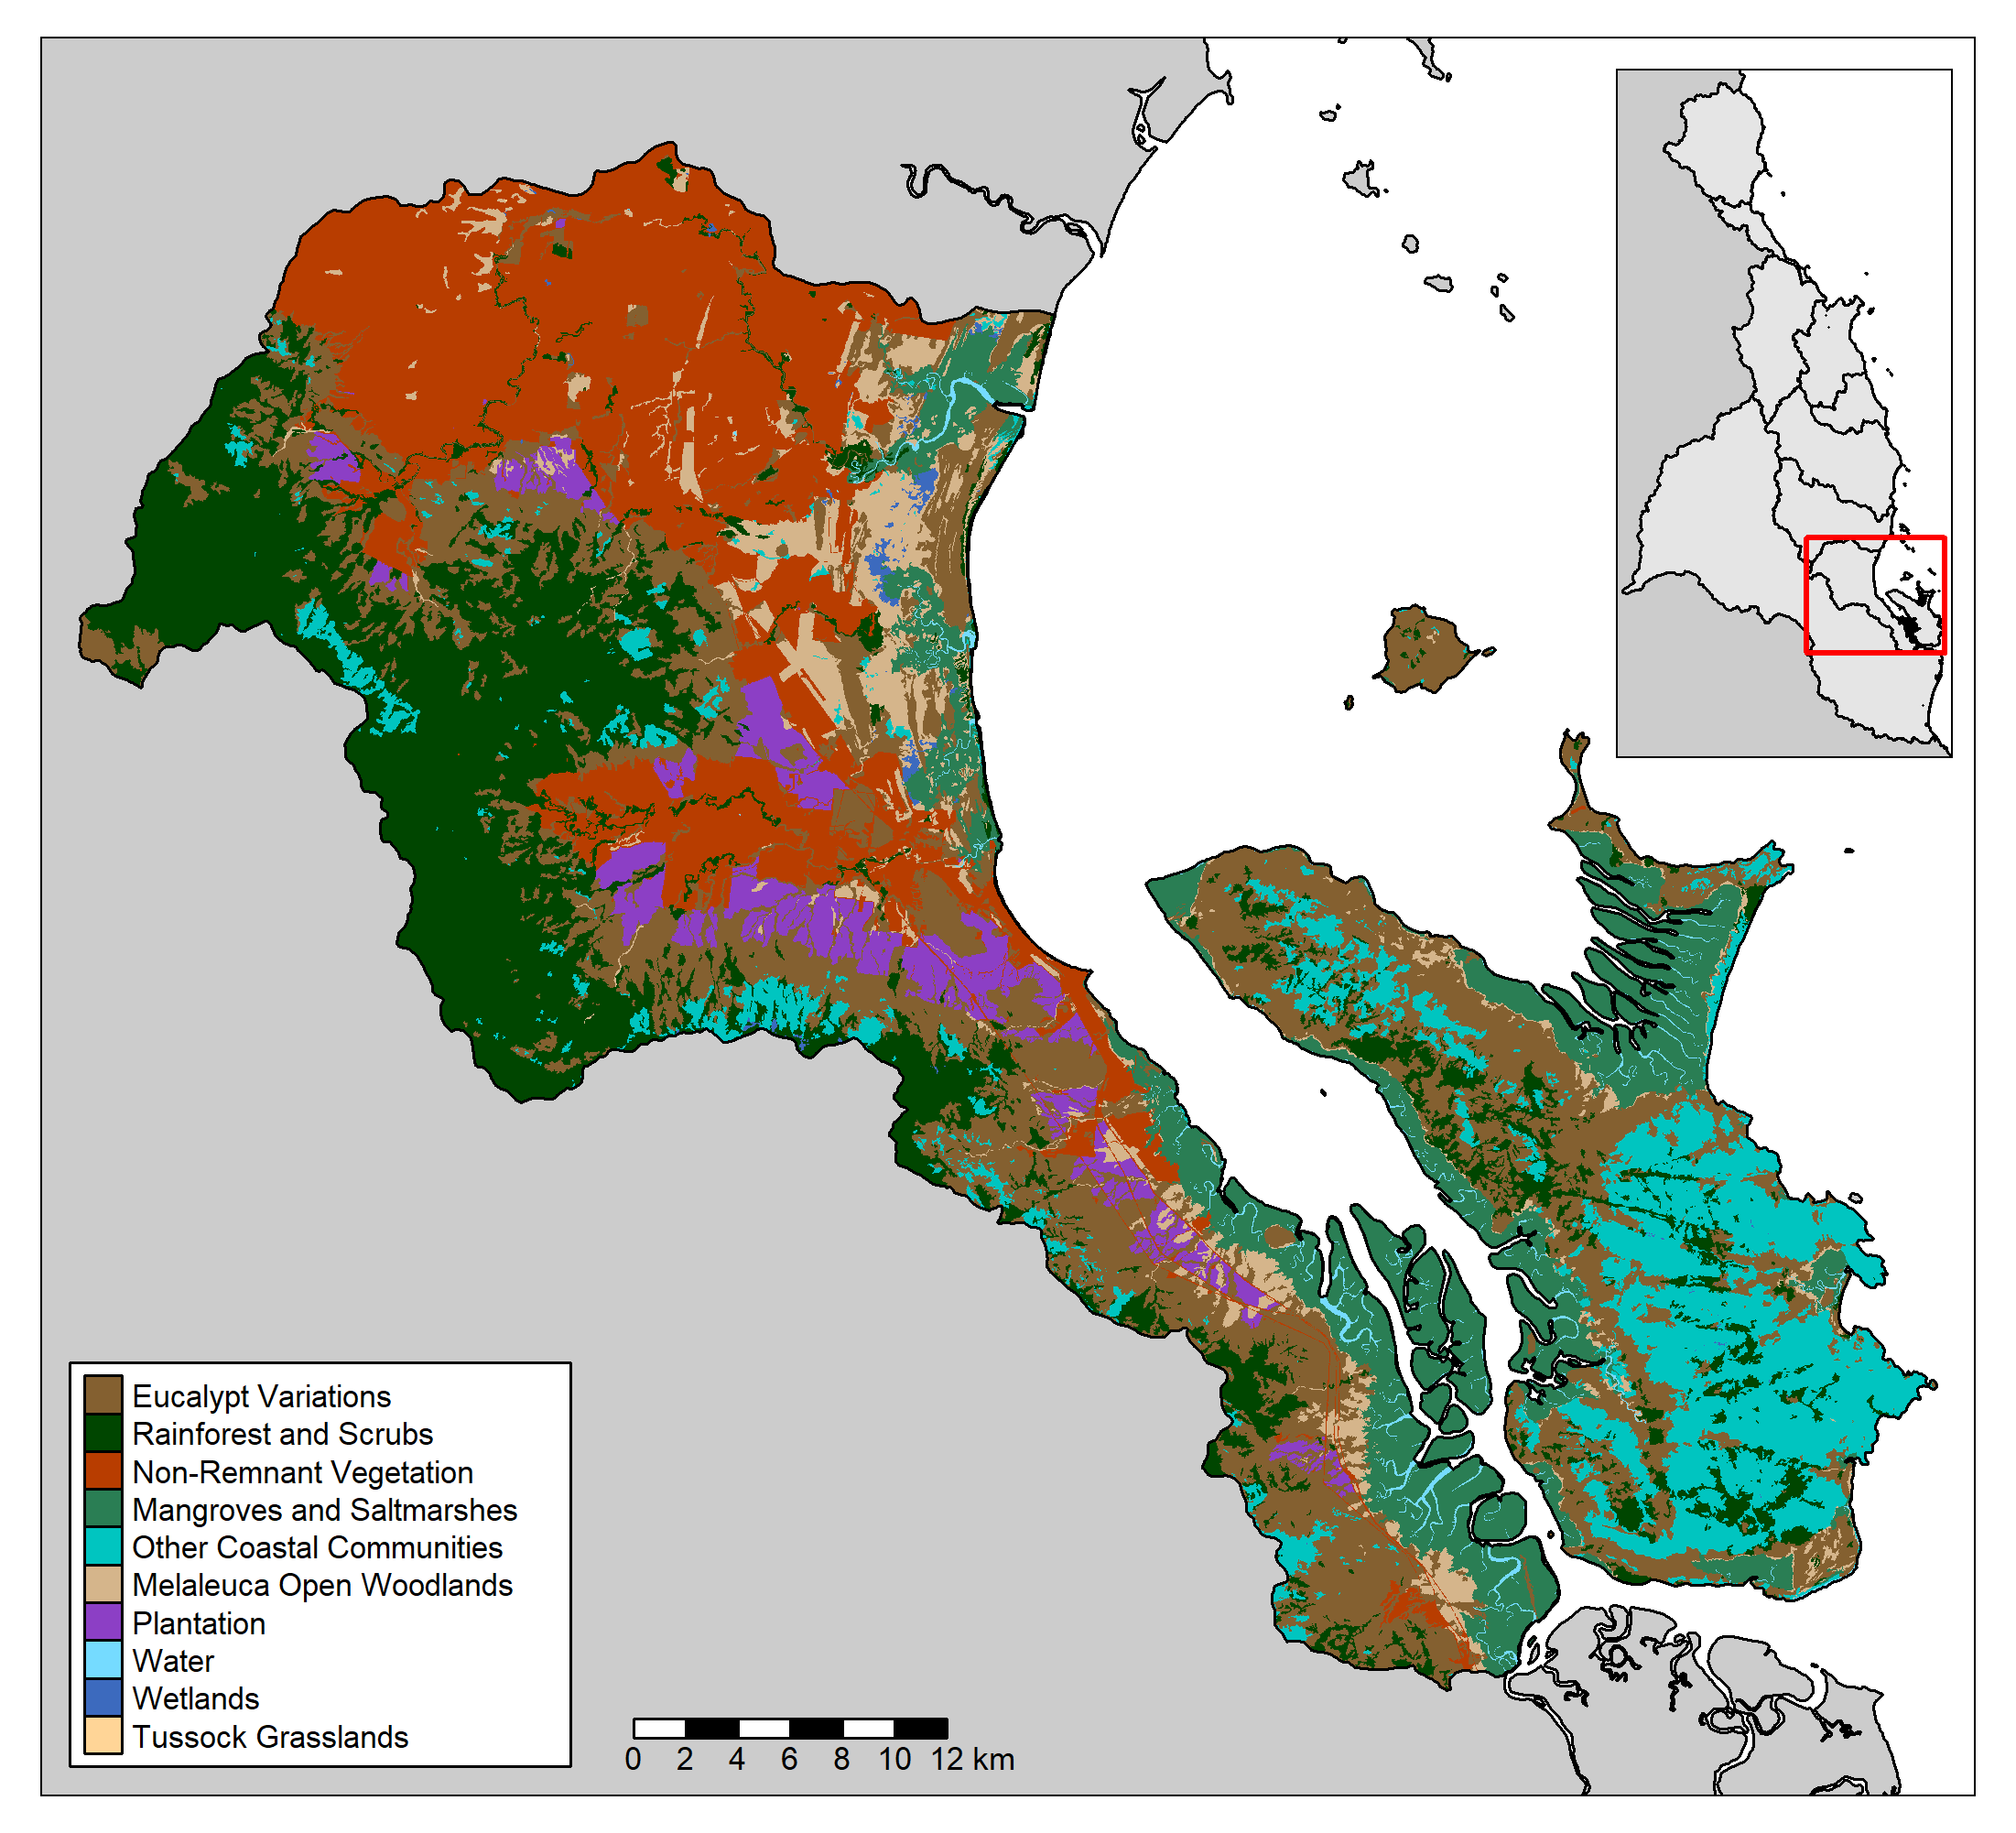 Eucalypt Variations
Rainforest and Scrubs
Non-Remnant Vegetation
Mangroves and Saltmarshes
Other Coastal Communities
Melaleuca Open Woodlands
Plantation
Water
Wetlands
Tussock Grasslands
0 2 4 6 8 10 12 km